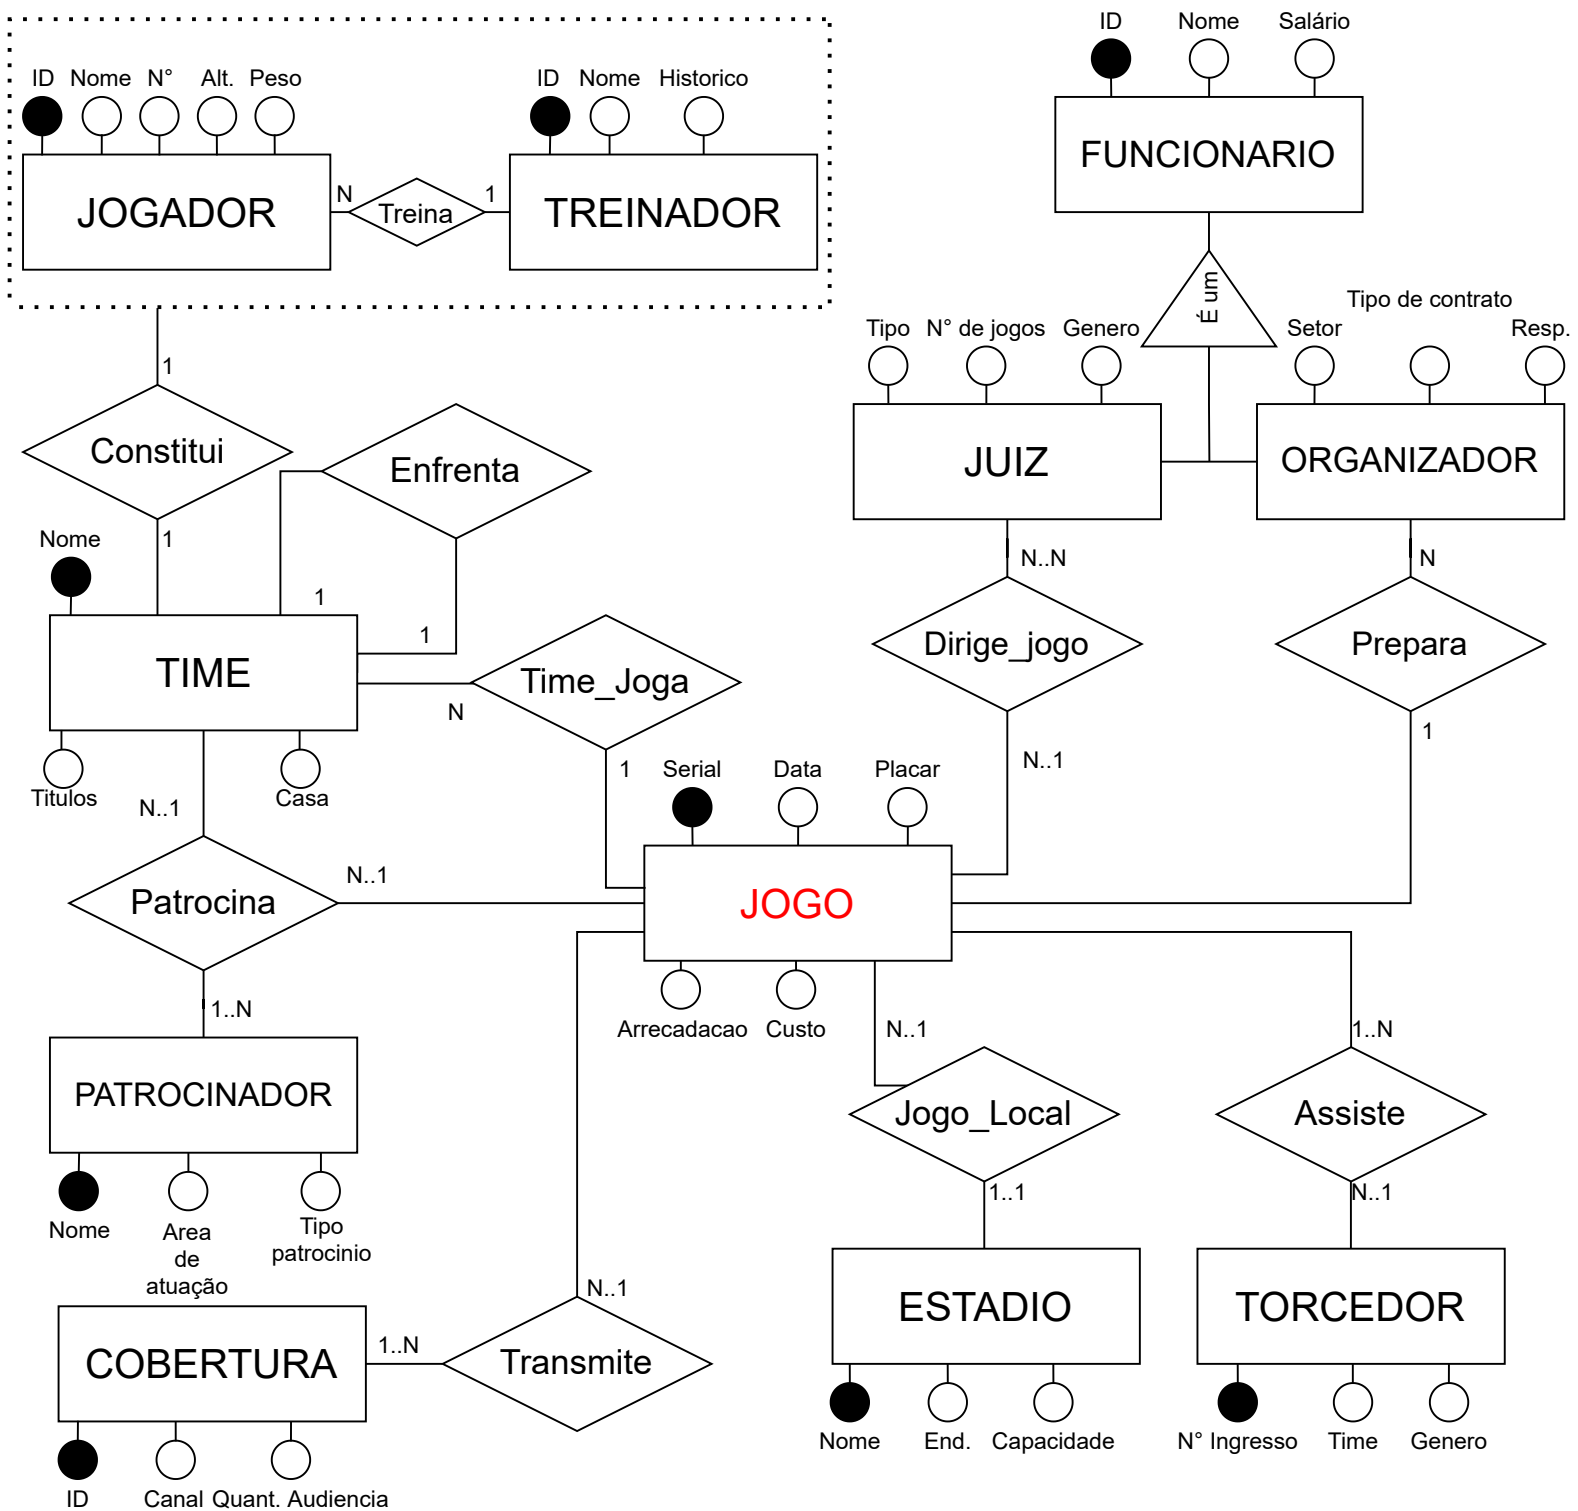 ID Nome Salário
ID Nome N° Alt. Peso
ID Nome Historico
FUNCIONARIO
JOGADOR
N
Treina
1
TREINADOR
É um
Tipo de contrato
Tipo N° de jogos Genero
Setor
Resp.
1
Constitui
1
Enfrenta
JUIZ
ORGANIZADOR
Nome
1
1
N..N
N
TIME
Time_Joga
N
1
Dirige_jogo
Prepara
N..1
1
Titulos
Casa
Serial Data Placar
N..1
Patrocina
N..1
JOGO
1..N
Arrecadacao Custo
N..1
1..N
PATROCINADOR
Jogo_Local
Assiste
1..1
N..1
Nome
Area
de
atuação
Tipo
patrocinio
N..1
ESTADIO
TORCEDOR
COBERTURA
1..N
Transmite
Nome End. Capacidade
N° Ingresso Time Genero
ID Canal Quant. Audiencia